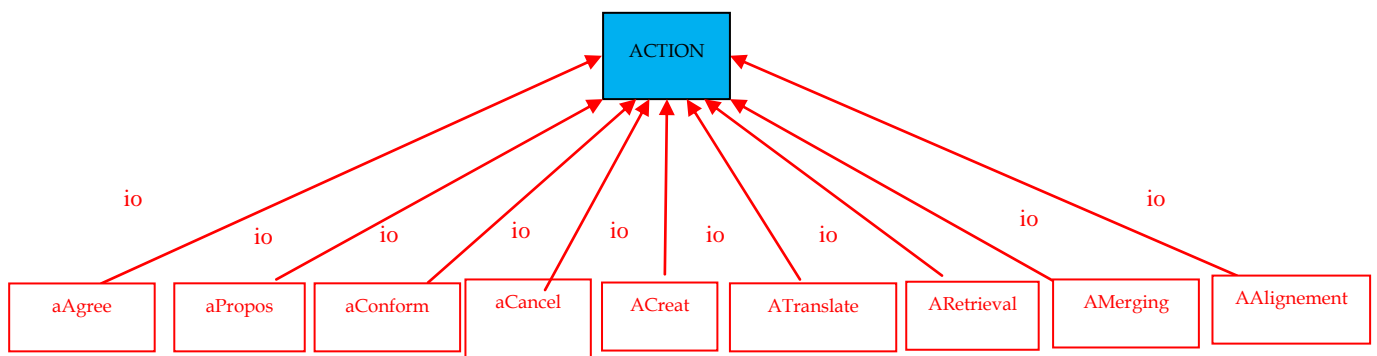 ACTION
io
io
io
io
io
io
io
io
io
aAgree
aPropos
aConform
aCancel
ACreat
ATranslate
ARetrieval
AMerging
AAlignement